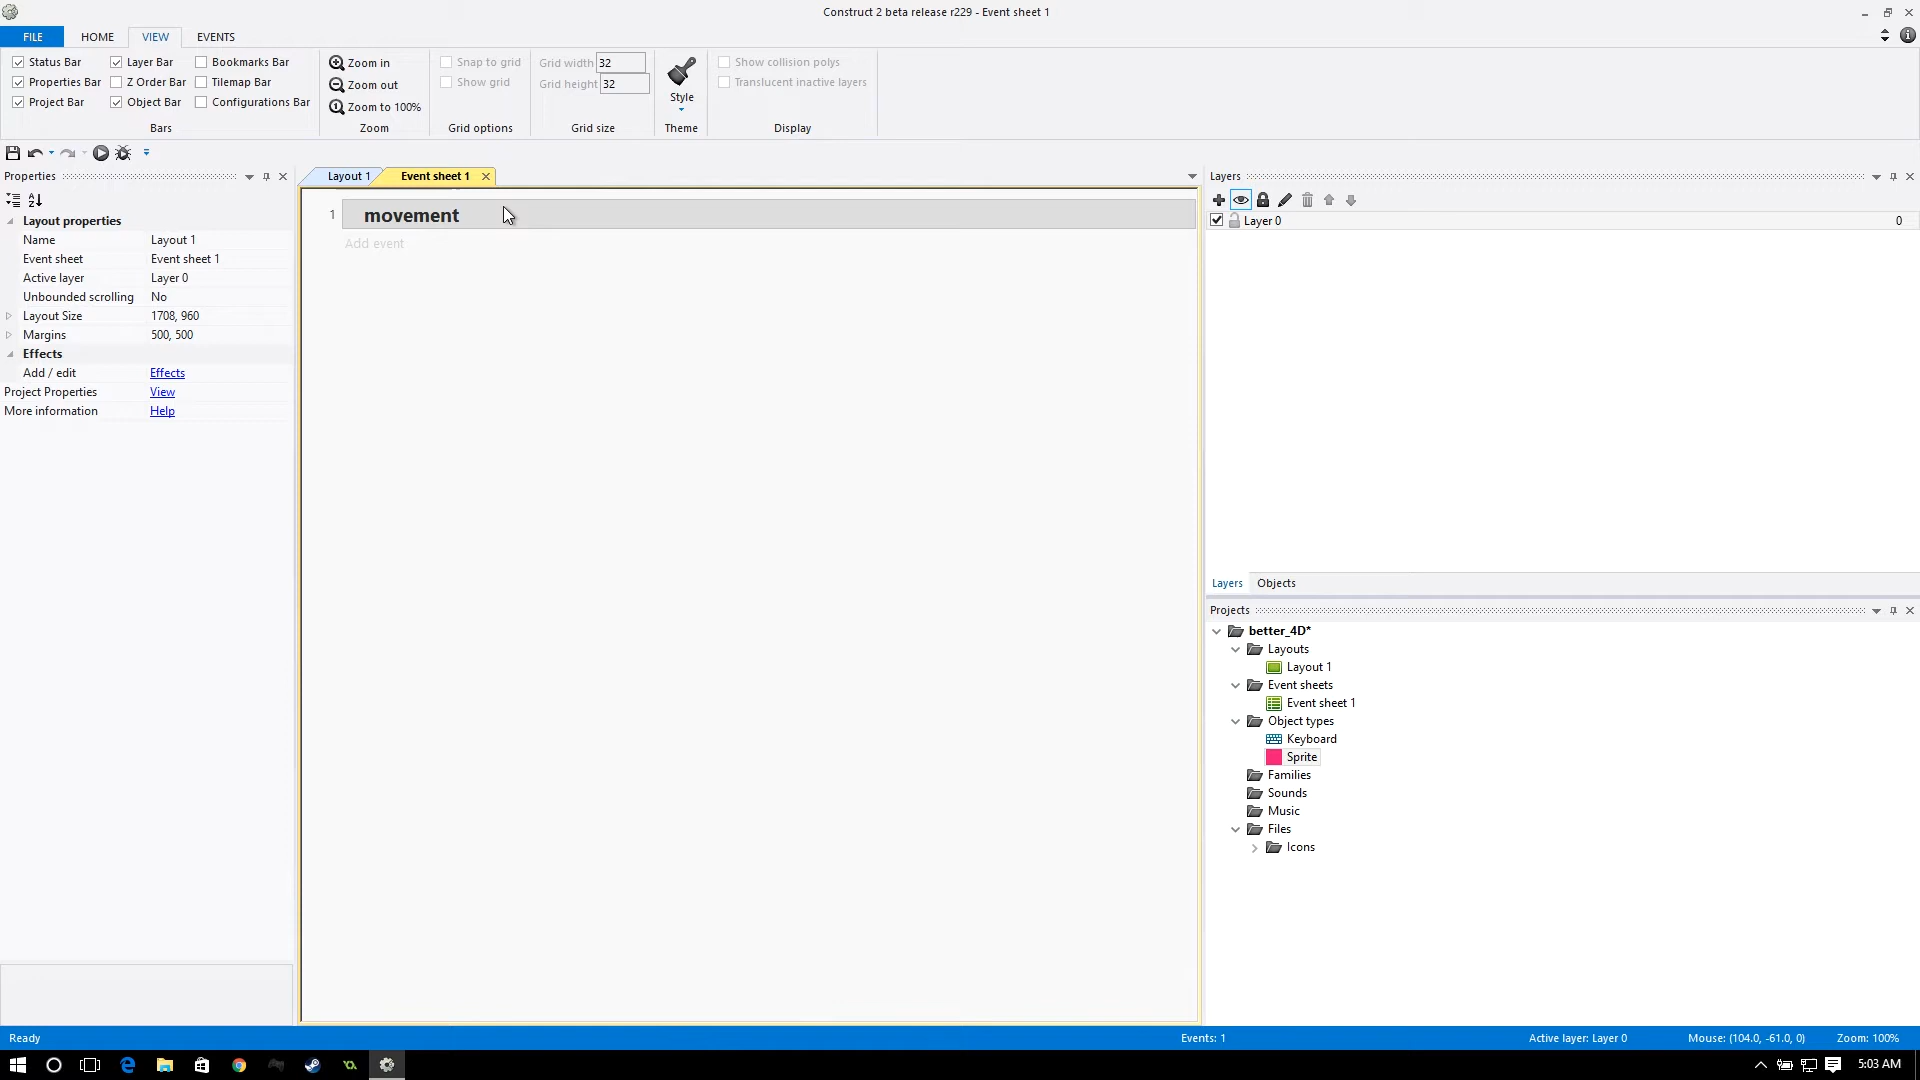 Construct 2 beta release r229 - Event sheet 1
FILE HOME VIEW EVENTS
Status Bar Layer Bar Bookmarks Bar Zoom in Snap to grid Grid width 32 Show collision polys
Properties Bar Z Order Bar Tilemap Bar Zoom out Show grid Grid height 32 Translucent inactive layers
Project Bar Object Bar Configurations Bar Zoom to 100% Style
Bars Zoom Grid options Grid size Theme Display
Properties
Layout properties
Name Layout 1
Event sheet Event sheet 1
Active layer Layer 0
Unbounded scrolling No
Layout Size 1708, 960
Margins 500, 500
Effects
Add / edit Effects
Project Properties View
More information Help
Layout 1 Event sheet 1
1 movement
Add event
Layers
Layer 0 0
Layers Objects
Projects
better_4D*
Layouts
Layout 1
Event sheets
Event sheet 1
Object types
Keyboard
Sprite
Families
Sounds
Music
Files
Icons
Ready Events: 1 Active layer: Layer 0 Mouse: (104.0, -61.0, 0) Zoom: 100%
5:03 AM